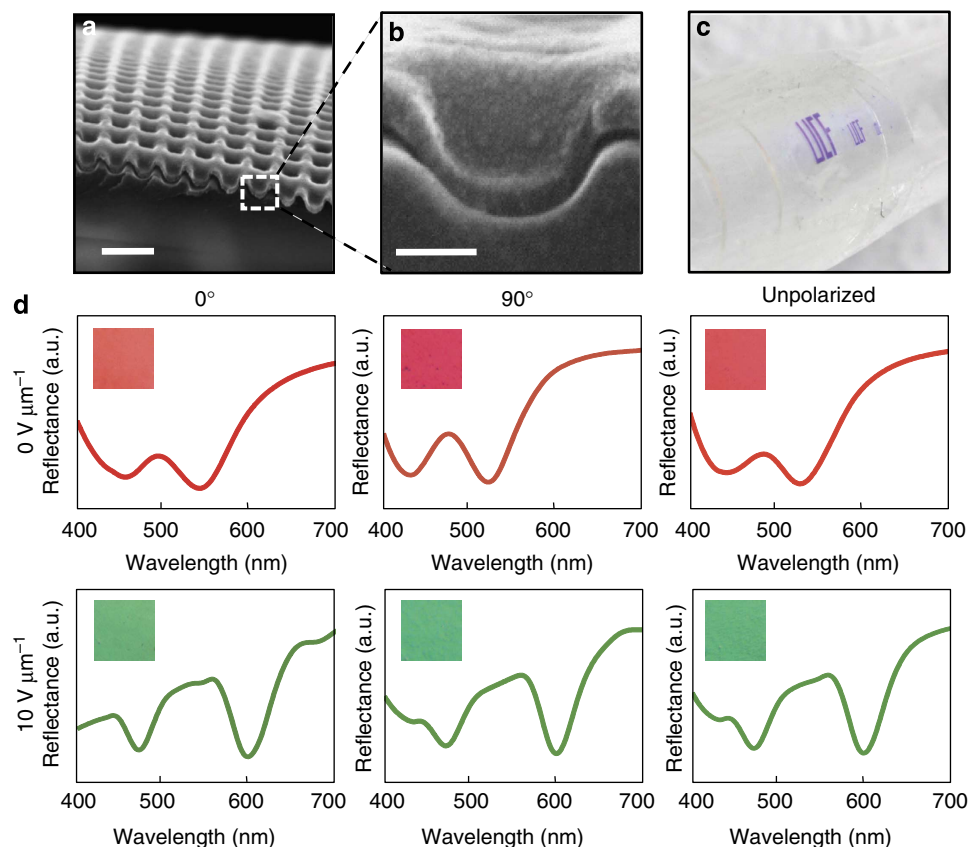 a
b
c
UCF
UCF
d
0°
90°
Unpolarized
0 V μm⁻¹
Reflectance (a.u.)
Reflectance (a.u.)
Reflectance (a.u.)
400 500 600 700
400 500 600 700
400 500 600 700
Wavelength (nm)
Wavelength (nm)
Wavelength (nm)
10 V μm⁻¹
Reflectance (a.u.)
Reflectance (a.u.)
Reflectance (a.u.)
400 500 600 700
400 500 600 700
400 500 600 700
Wavelength (nm)
Wavelength (nm)
Wavelength (nm)